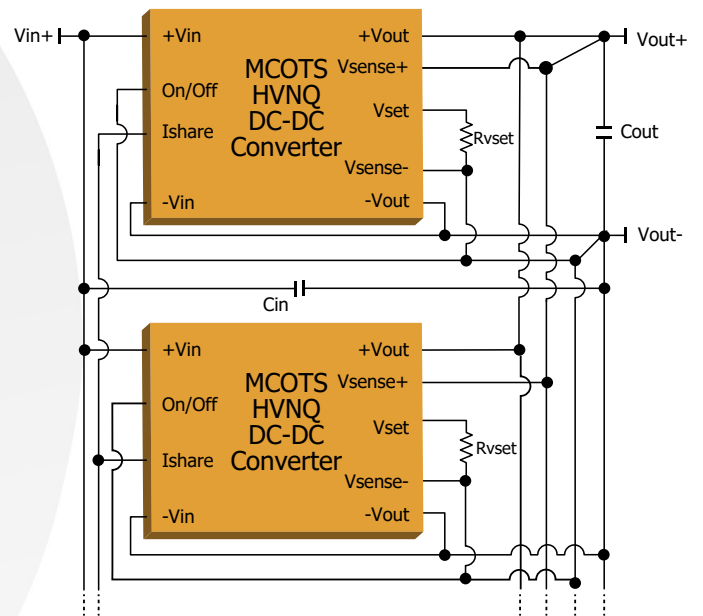 Vin+
+Vin
+Vout
Vout+
MCOTS
Vsense+
On/Off
HVNQ
DC-DC
Vset
Ishare
Converter
Rvset
Cout
Vsense-
-Vin
-Vout
Vout-
Cin
+Vin
+Vout
MCOTS
Vsense+
On/Off
HVNQ
DC-DC
Vset
Ishare
Converter
Rvset
Vsense-
-Vin
-Vout